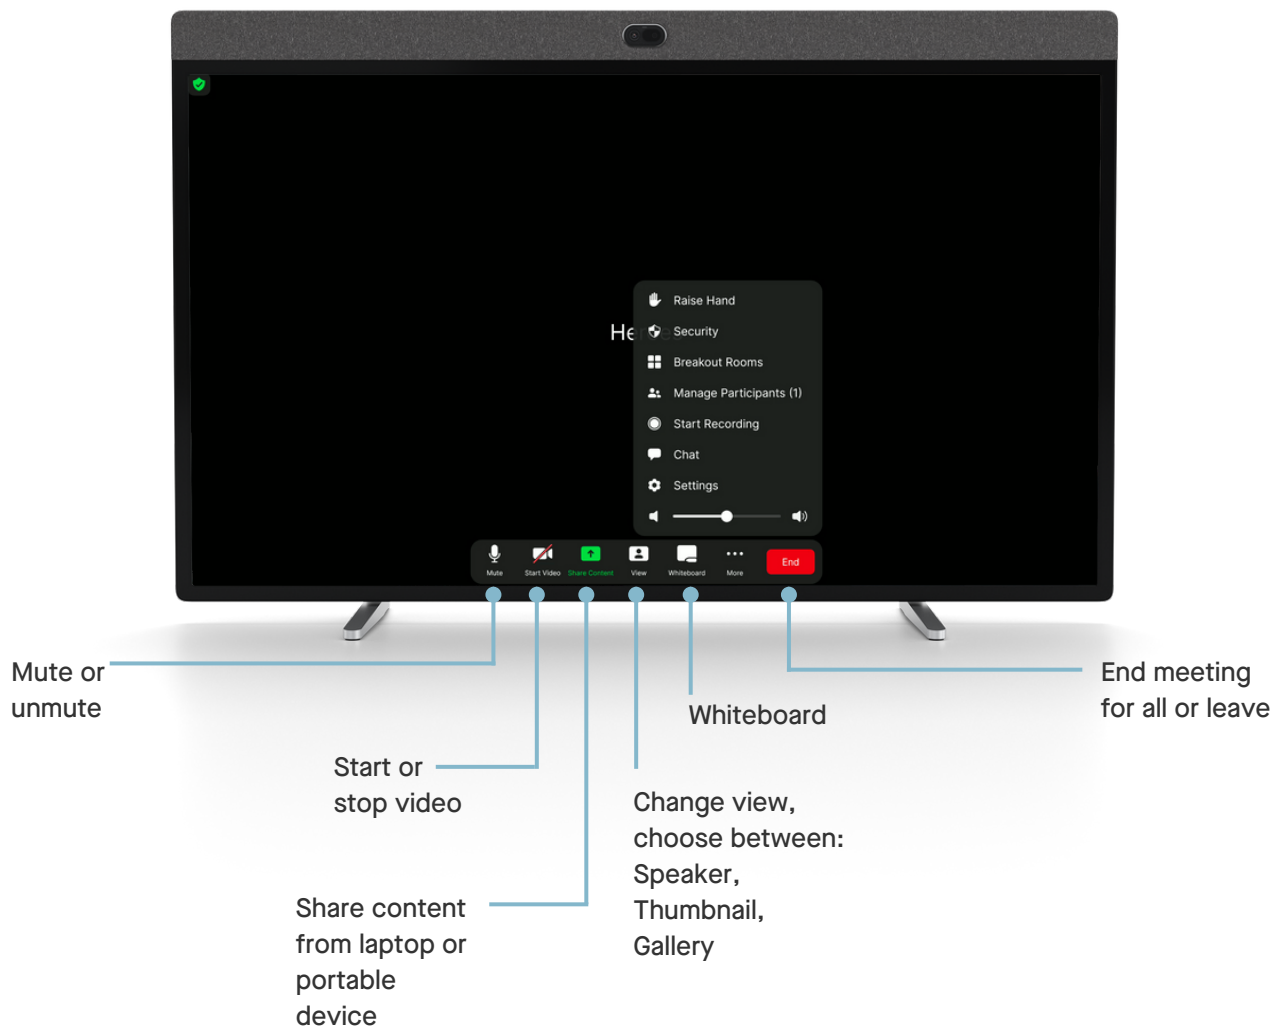 Raise Hand
He
Security
Breakout Rooms
Manage Participants (1)
Start Recording
Chat
Settings
Mute
Start Video
Share Content
View
Whiteboard
More
End
Mute or
unmute
End meeting
for all or leave
Whiteboard
Start or
stop video
Change view,
choose between:
Speaker,
Thumbnail,
Gallery
Share content
from laptop or
portable
device